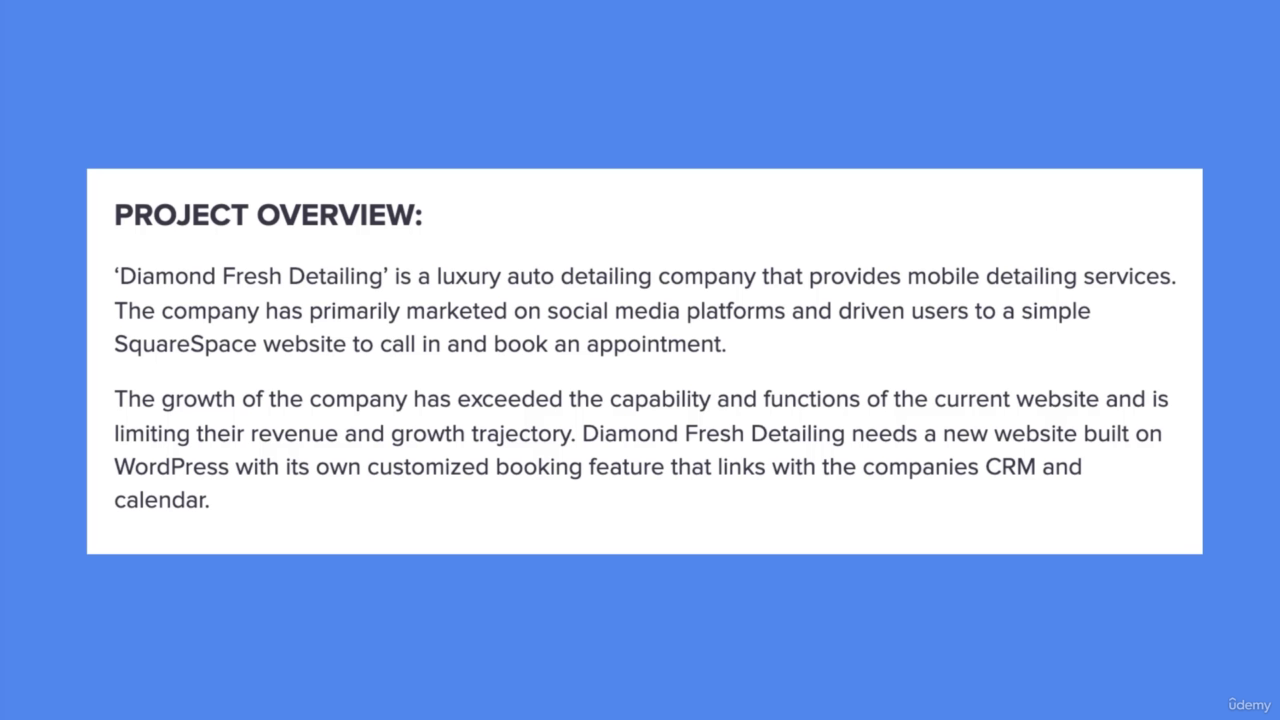 PROJECT OVERVIEW:
‘Diamond Fresh Detailing’ is a luxury auto detailing company that provides mobile detailing services.
The company has primarily marketed on social media platforms and driven users to a simple
SquareSpace website to call in and book an appointment.
The growth of the company has exceeded the capability and functions of the current website and is
limiting their revenue and growth trajectory. Diamond Fresh Detailing needs a new website built on
WordPress with its own customized booking feature that links with the companies CRM and
calendar.
ûdemy